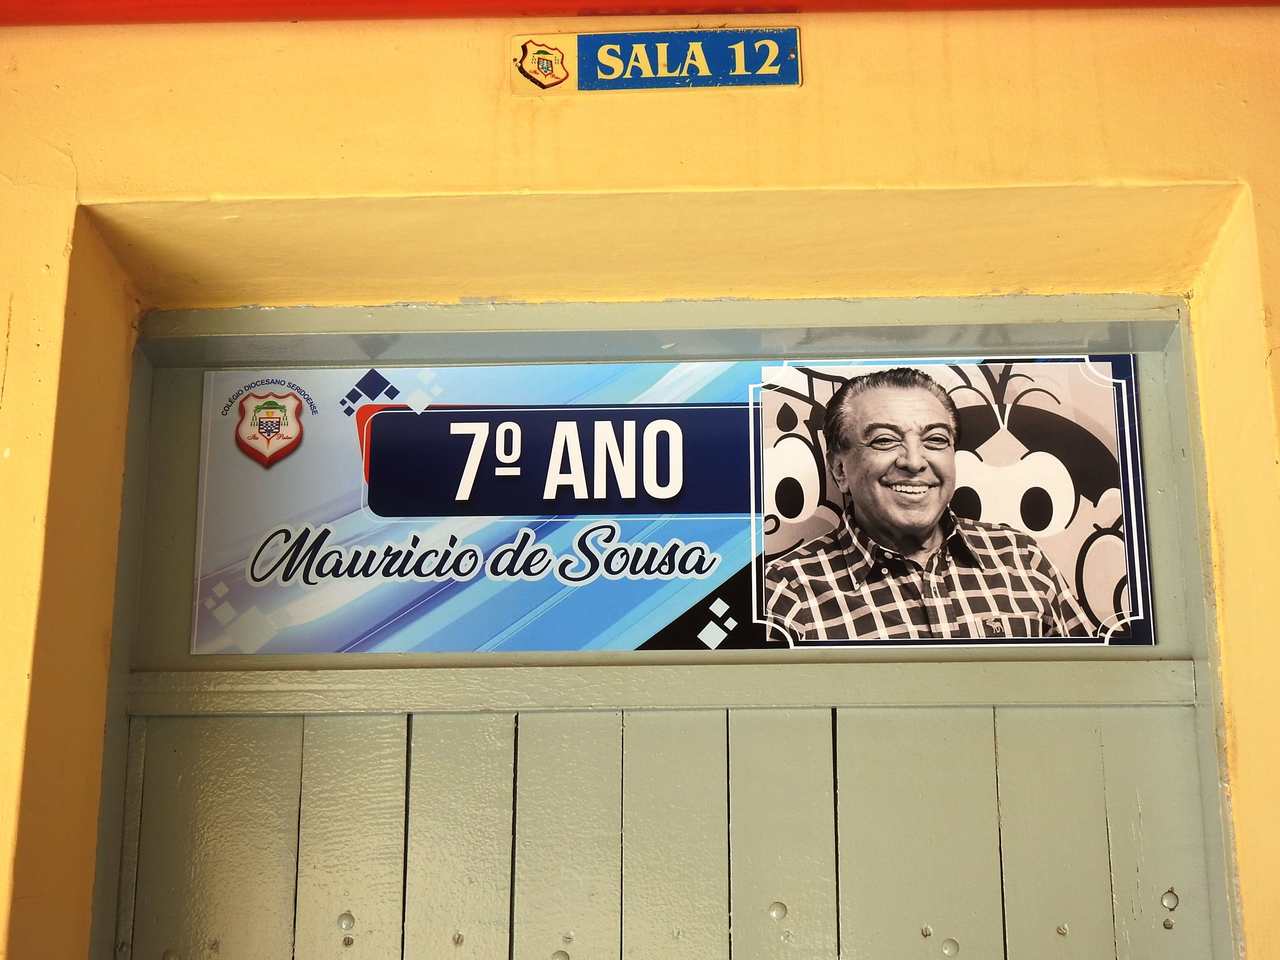 SALA 12
COLÉGIO DIOCESANO SERIDOENSE
7º ANO
Mauricio de Sousa